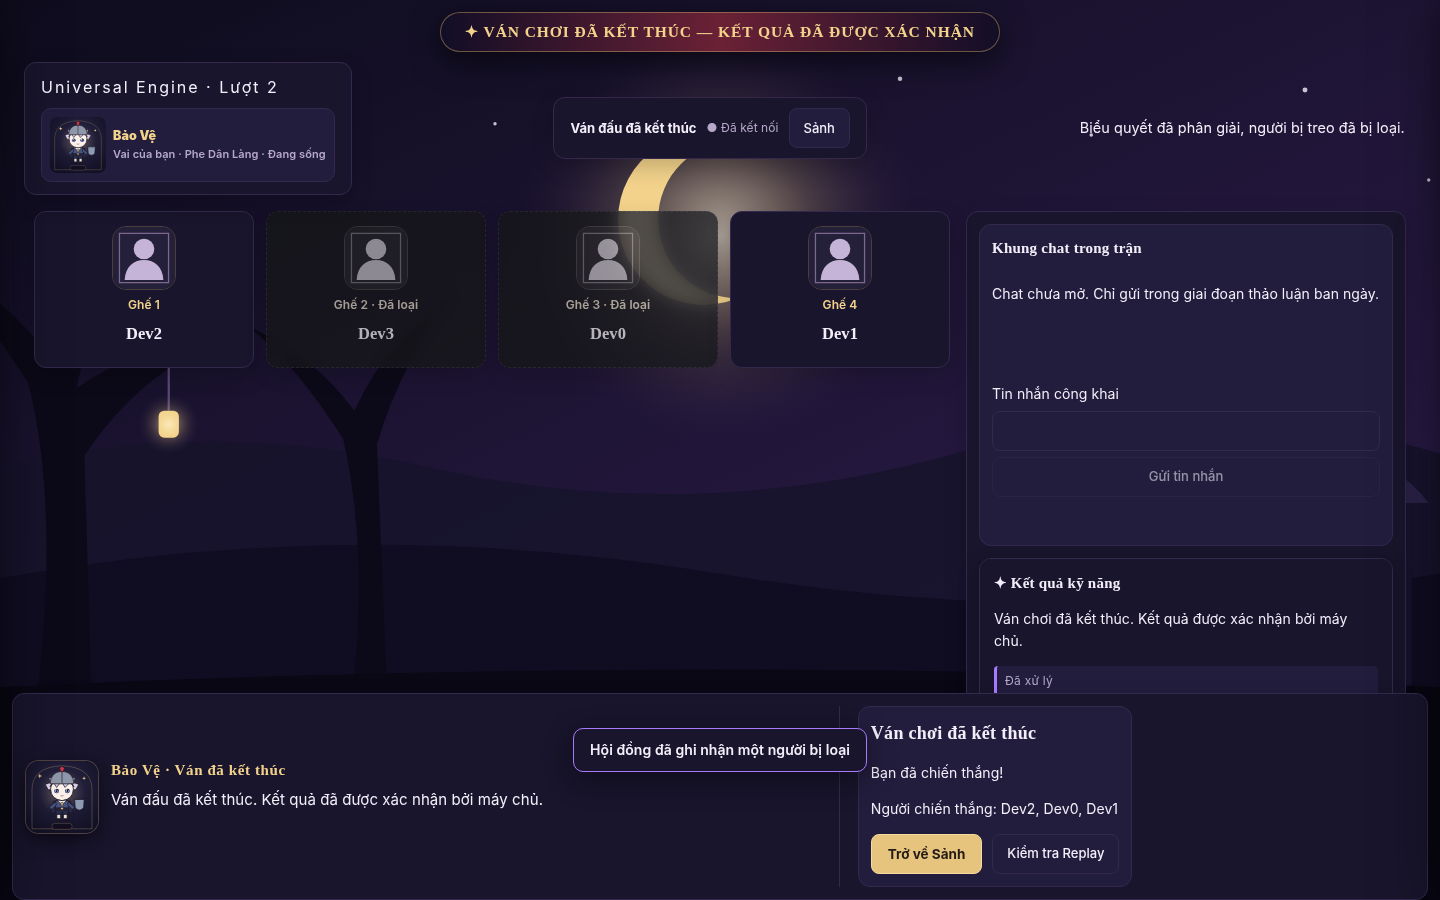 ✦ VÁN CHƠI ĐÃ KẾT THÚC — KẾT QUẢ ĐÃ ĐƯỢC XÁC NHẬN
Universal Engine · Lượt 2
Bảo Vệ
Vai của bạn · Phe Dân Làng · Đang sống
Ván đấu đã kết thúc
Đã kết nối
Sảnh
Biểu quyết đã phân giải, người bị treo đã bị loại.
Ghế 1
Dev2
Ghế 2 · Đã loại
Dev3
Ghế 3 · Đã loại
Dev0
Ghế 4
Dev1
Khung chat trong trận
Chat chưa mở. Chỉ gửi trong giai đoạn thảo luận ban ngày.
Tin nhắn công khai
Gửi tin nhắn
✦ Kết quả kỹ năng
Ván chơi đã kết thúc. Kết quả được xác nhận bởi máy
chủ.
Đã xử lý
Bảo Vệ · Ván đã kết thúc
Ván đấu đã kết thúc. Kết quả đã được xác nhận bởi máy chủ.
Hội đồng đã ghi nhận một người bị loại
Ván chơi đã kết thúc
Bạn đã chiến thắng!
Người chiến thắng: Dev2, Dev0, Dev1
Trở về Sảnh
Kiểm tra Replay